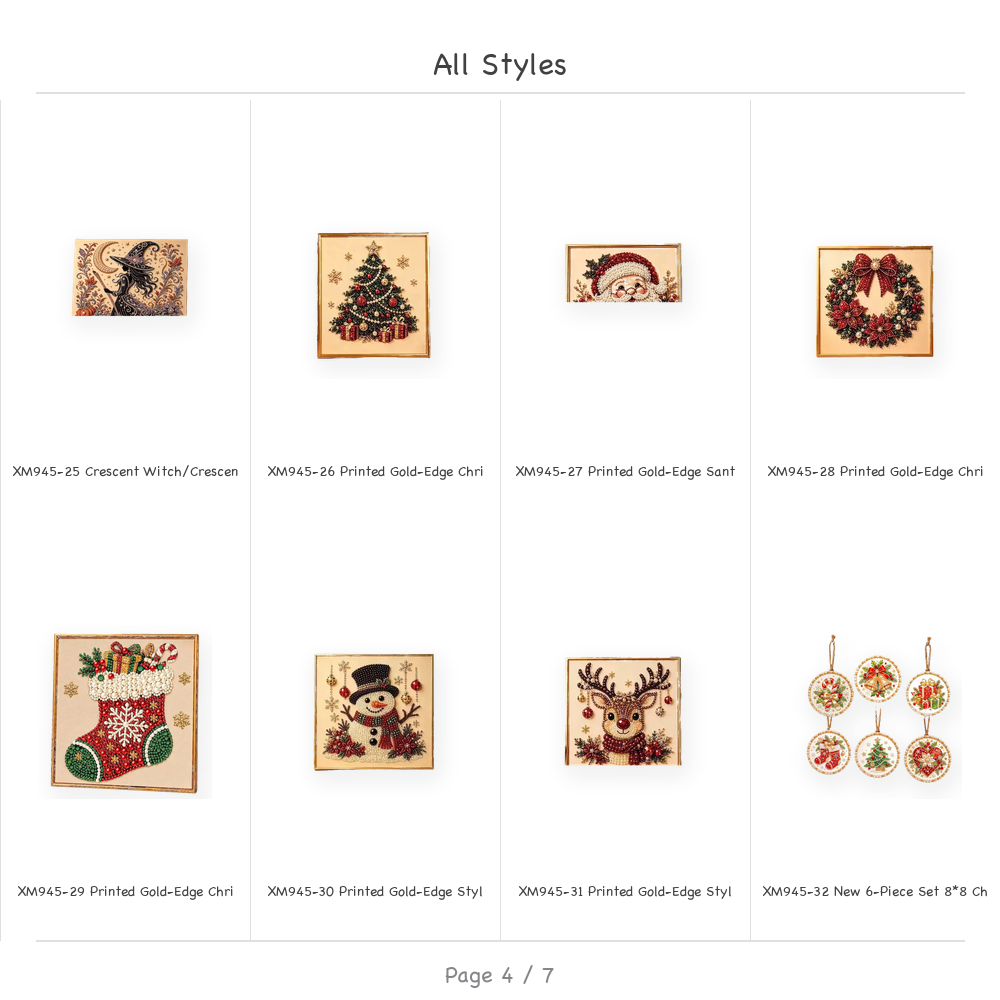 All Styles
XM945-25 Crescent Witch/Crescen
XM945-26 Printed Gold-Edge Chri
XM945-27 Printed Gold-Edge Sant
XM945-28 Printed Gold-Edge Chri
XM945-29 Printed Gold-Edge Chri
XM945-30 Printed Gold-Edge Styl
XM945-31 Printed Gold-Edge Styl
XM945-32 New 6-Piece Set 8*8 Ch
Page 4 / 7